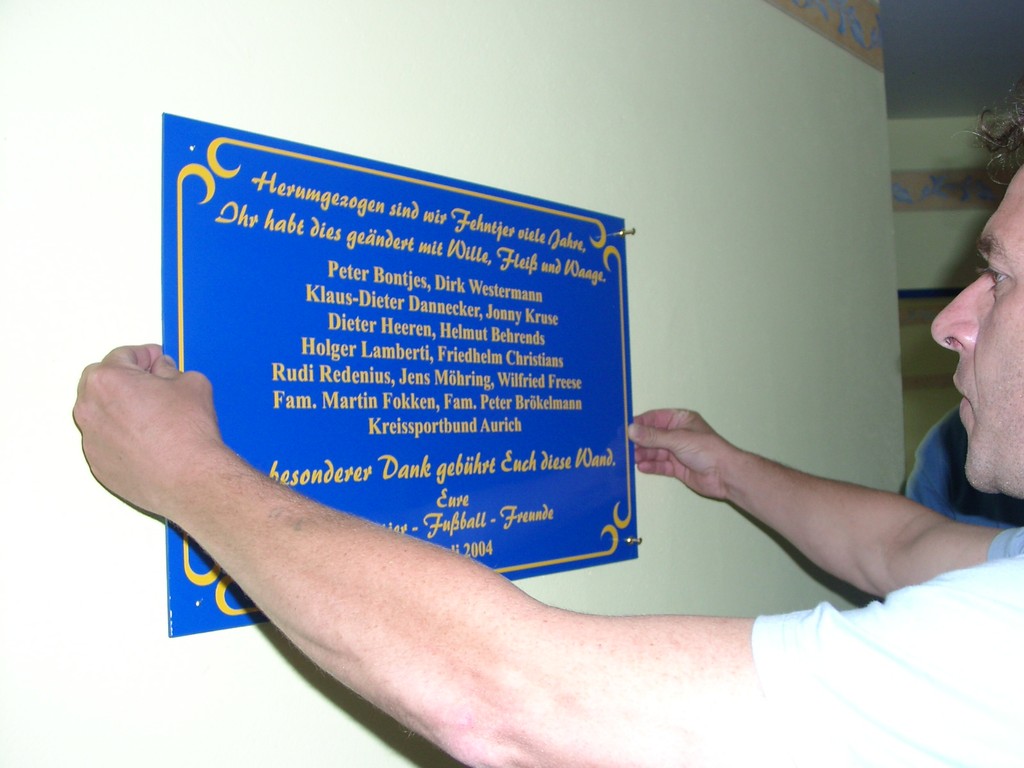 Herumgezogen sind wir Fehntjer viele Jahre,
Ihr habt dies geändert mit Wille, Fleiß und Waage.
Peter Bontjes, Dirk Westermann
Klaus-Dieter Dannecker, Jonny Kruse
Dieter Heeren, Helmut Behrends
Holger Lamberti, Friedhelm Christians
Rudi Redenius, Jens Möhring, Wilfried Freese
Fam. Martin Fokken, Fam. Peter Brökelmann
Kreissportbund Aurich
besonderer Dank gebührt Euch diese Wand.
Eure
- Fußball - Freunde
2004